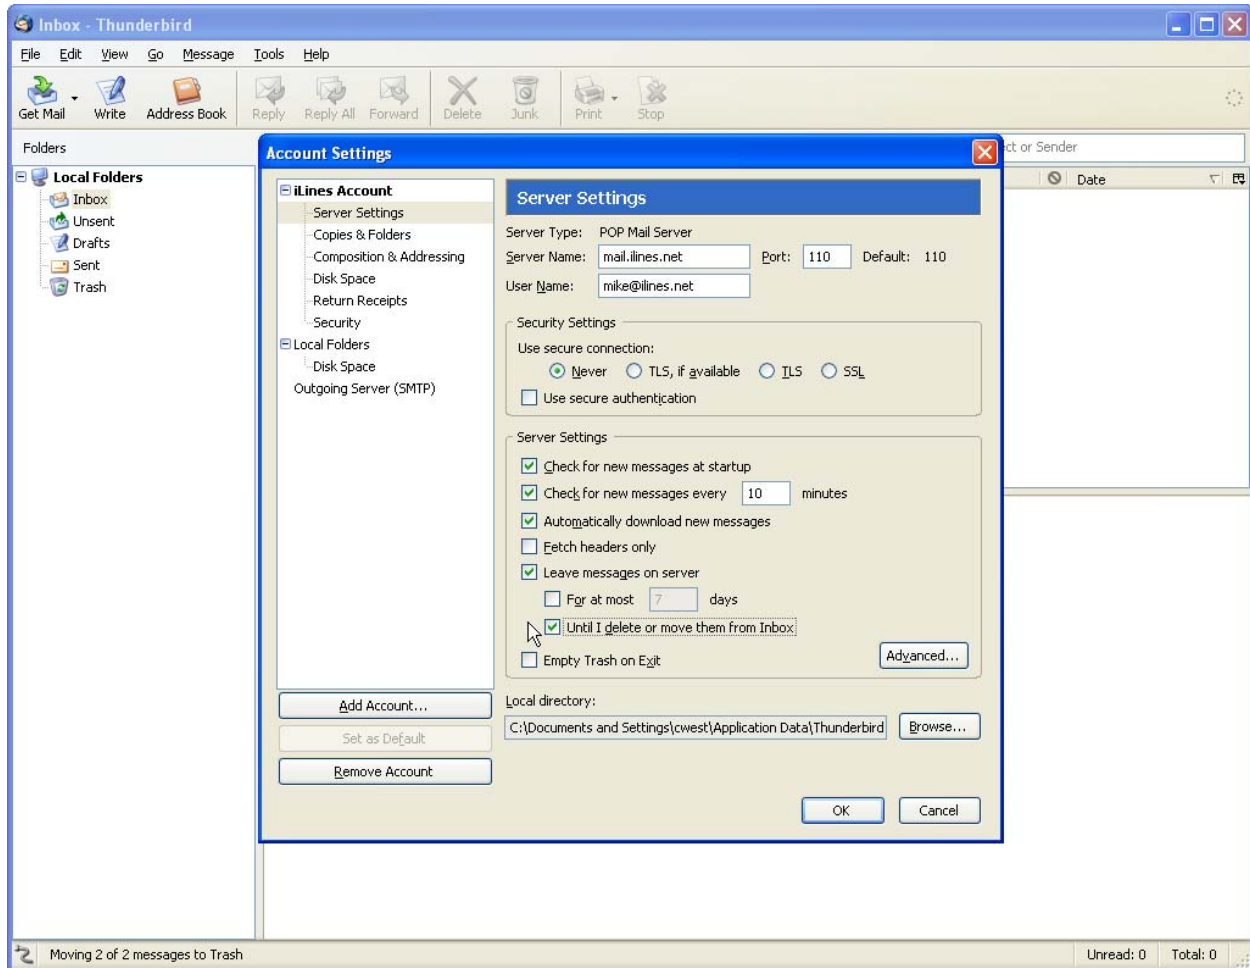 Inbox - Thunderbird
File Edit View Go Message Tools Help
Get Mail Write Address Book Reply Reply All Forward Delete Junk Print Stop
Folders
ct or Sender
Local Folders
Inbox
Unsent
Drafts
Sent
Trash
Date
Account Settings
iLines Account
Server Settings
Copies & Folders
Composition & Addressing
Disk Space
Return Receipts
Security
Local Folders
Disk Space
Outgoing Server (SMTP)
Add Account...
Set as Default
Remove Account
Server Settings
Server Type: POP Mail Server
Server Name: mail.ilines.net Port: 110 Default: 110
User Name: mike@ilines.net
Security Settings
Use secure connection:
Never TLS, if available TLS SSL
Use secure authentication
Server Settings
Check for new messages at startup
Check for new messages every 10 minutes
Automatically download new messages
Fetch headers only
Leave messages on server
For at most 7 days
Until I delete or move them from Inbox
Empty Trash on Exit Advanced...
Local directory:
C:\Documents and Settings\cwest\Application Data\Thunderbird Browse...
OK Cancel
Moving 2 of 2 messages to Trash Unread: 0 Total: 0